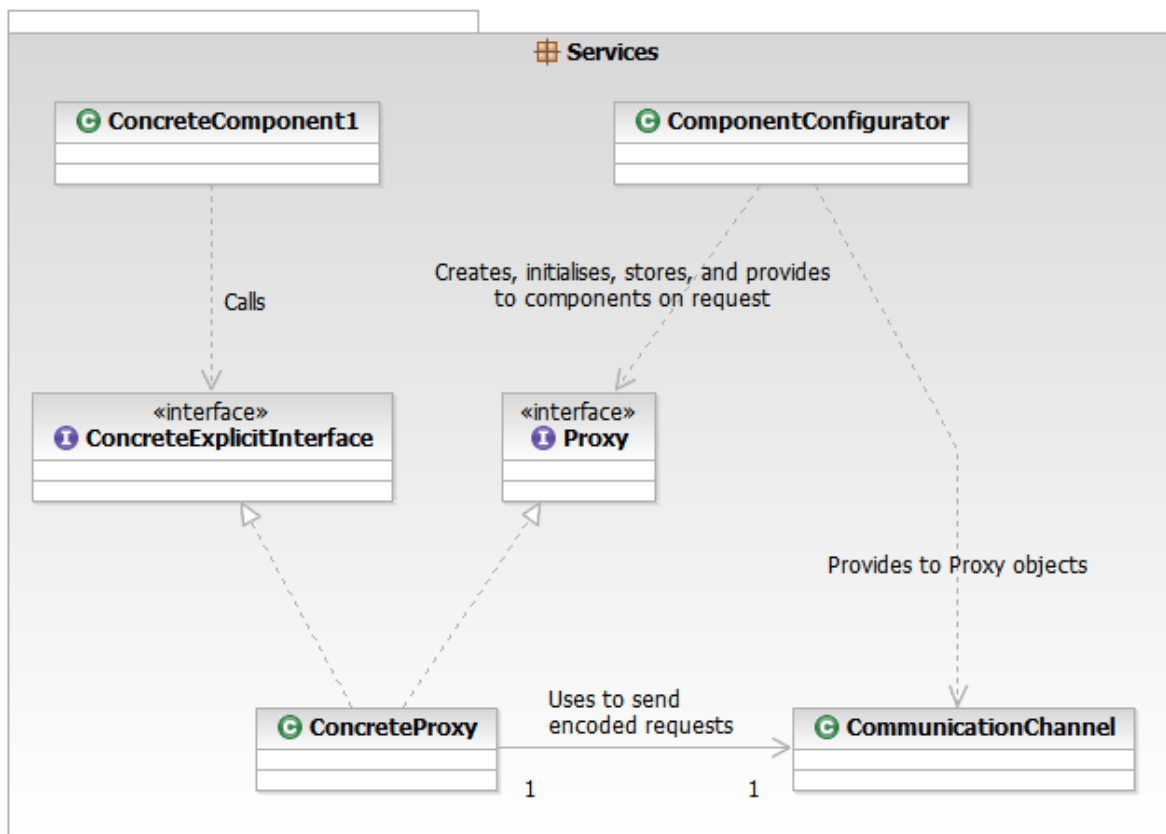 Services
ConcreteComponent1
ComponentConfigurator
Creates, initialises, stores, and provides
to components on request
Calls
«interface»
ConcreteExplicitInterface
«interface»
Proxy
Provides to Proxy objects
Uses to send
encoded requests
ConcreteProxy
CommunicationChannel
1
1